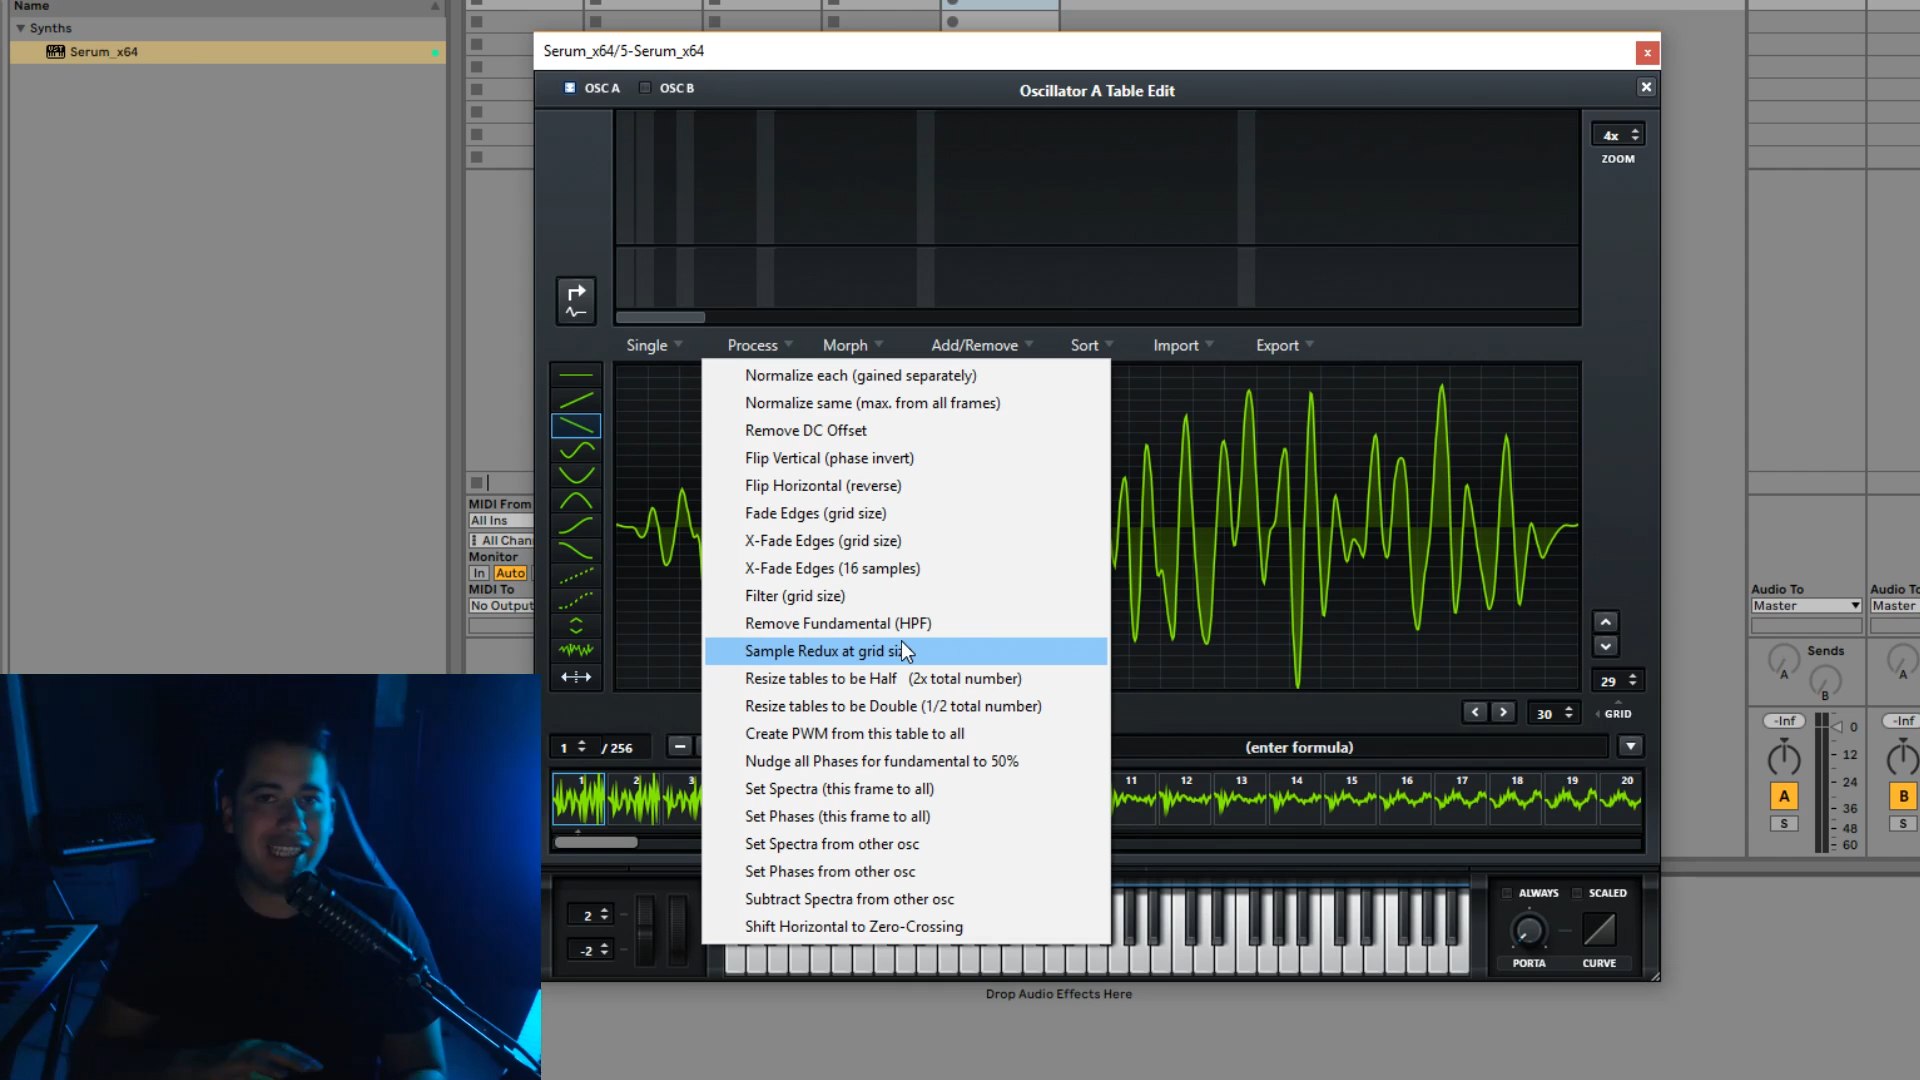 Name
Synths
Serum_x64
Serum_x64/5-Serum_x64
x
OSC A
OSC B
Oscillator A Table Edit
4x
ZOOM
Single
Process
Morph
Add/Remove
Sort
Import
Export
Normalize each (gained separately)
Normalize same (max. from all frames)
Remove DC Offset
Flip Vertical (phase invert)
Flip Horizontal (reverse)
Fade Edges (grid size)
X-Fade Edges (grid size)
X-Fade Edges (16 samples)
Filter (grid size)
Remove Fundamental (HPF)
Sample Redux at grid
Resize tables to be Half (2x total number)
Resize tables to be Double (1/2 total number)
Create PWM from this table to all
Nudge all Phases for fundamental to 50%
Set Spectra (this frame to all)
Set Phases (this frame to all)
Set Spectra from other osc
Set Phases from other osc
Subtract Spectra from other osc
Shift Horizontal to Zero-Crossing
MIDI From
All Ins
All Chan
Monitor
In Auto
MIDI To
No Output
29
30
GRID
1 / 256
(enter formula)
1 2 3 11 12 13 14 15 16 17 18 19 20
2
-2
ALWAYS SCALED
PORTA CURVE
Drop Audio Effects Here
Audio To Audio To
Master Master
Sends
A A
B
-Inf -Inf
0
12
24
36
48
60
A B
S S